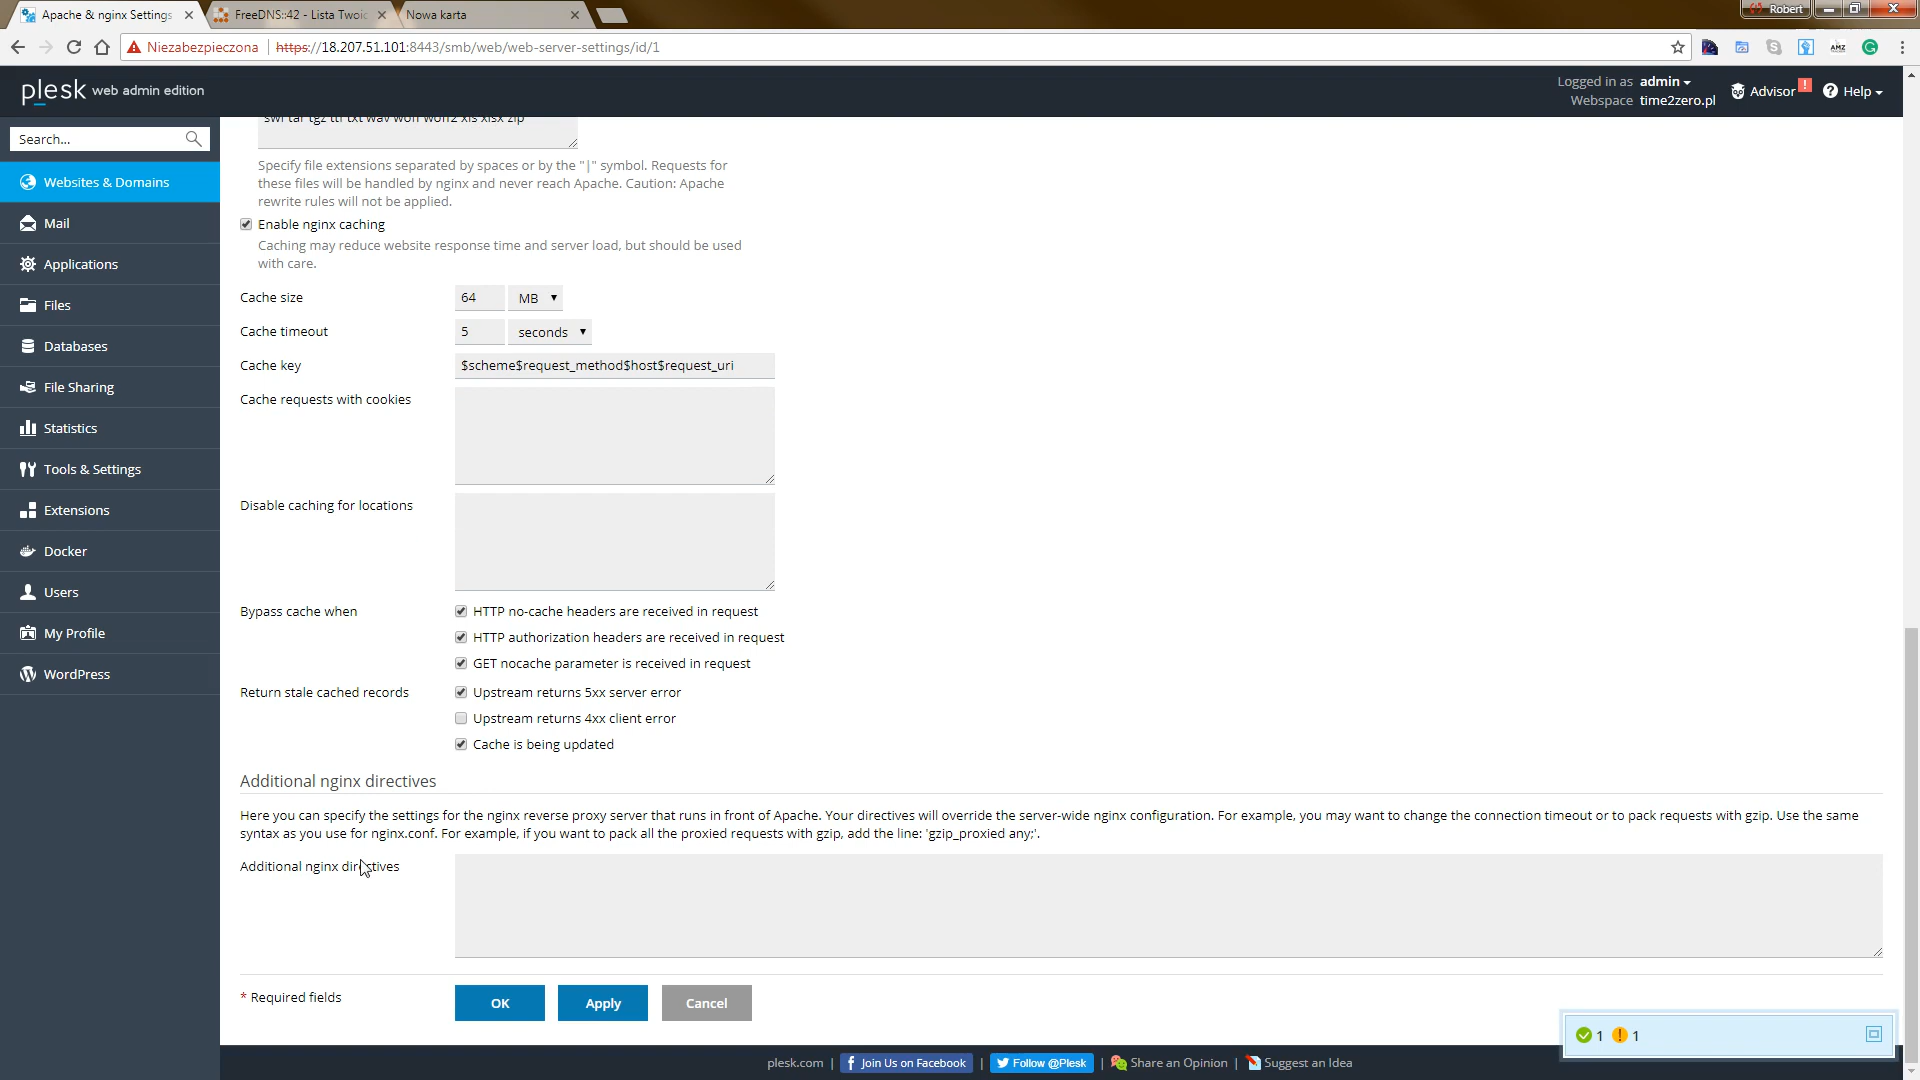 Apache & nginx Settings
FreeDNS::42 - Lista Twoic
Nowa karta
Robert
Niezabezpieczona
https://18.207.51.101:8443/smb/web/web-server-settings/id/1
AMZ
plesk web admin edition
Logged in as admin
Webspace time2zero.pl
Advisor !
? Help
Search...
Websites & Domains
Mail
Applications
Files
Databases
File Sharing
Statistics
Tools & Settings
Extensions
Docker
Users
My Profile
WordPress
swf tar tgz ttf txt wav woff woff2 xls xlsx zip
Specify file extensions separated by spaces or by the "|" symbol. Requests for
these files will be handled by nginx and never reach Apache. Caution: Apache
rewrite rules will not be applied.
Enable nginx caching
Caching may reduce website response time and server load, but should be used
with care.
Cache size 64 MB
Cache timeout 5 seconds
Cache key $scheme$request_method$host$request_uri
Cache requests with cookies
Disable caching for locations
Bypass cache when HTTP no-cache headers are received in request
HTTP authorization headers are received in request
GET nocache parameter is received in request
Return stale cached records Upstream returns 5xx server error
Upstream returns 4xx client error
Cache is being updated
Additional nginx directives
Here you can specify the settings for the nginx reverse proxy server that runs in front of Apache. Your directives will override the server-wide nginx configuration. For example, you may want to change the connection timeout or to pack requests with gzip. Use the same
syntax as you use for nginx.conf. For example, if you want to pack all the proxied requests with gzip, add the line: 'gzip_proxied any;'.
Additional nginx directives
* Required fields
OK
Apply
Cancel
1 ! 1
plesk.com | f Join Us on Facebook | Follow @Plesk | Share an Opinion | Suggest an Idea